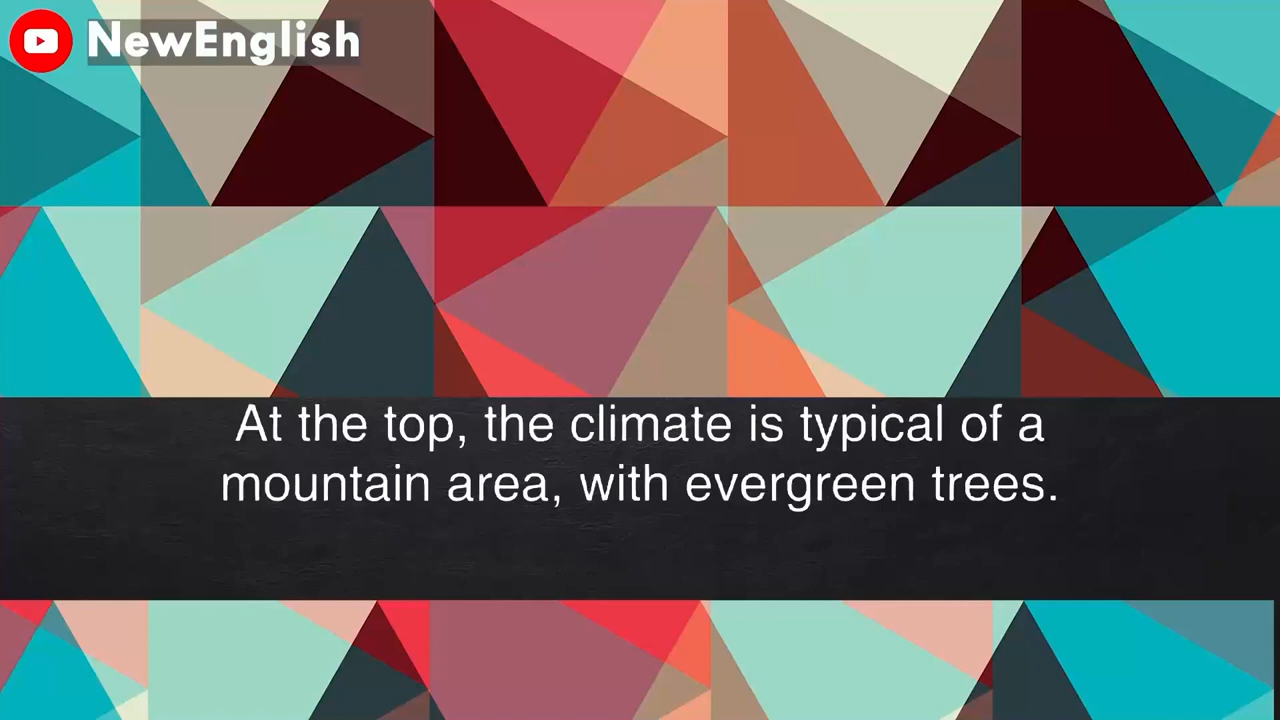 NewEnglish
At the top, the climate is typical of a
mountain area, with evergreen trees.